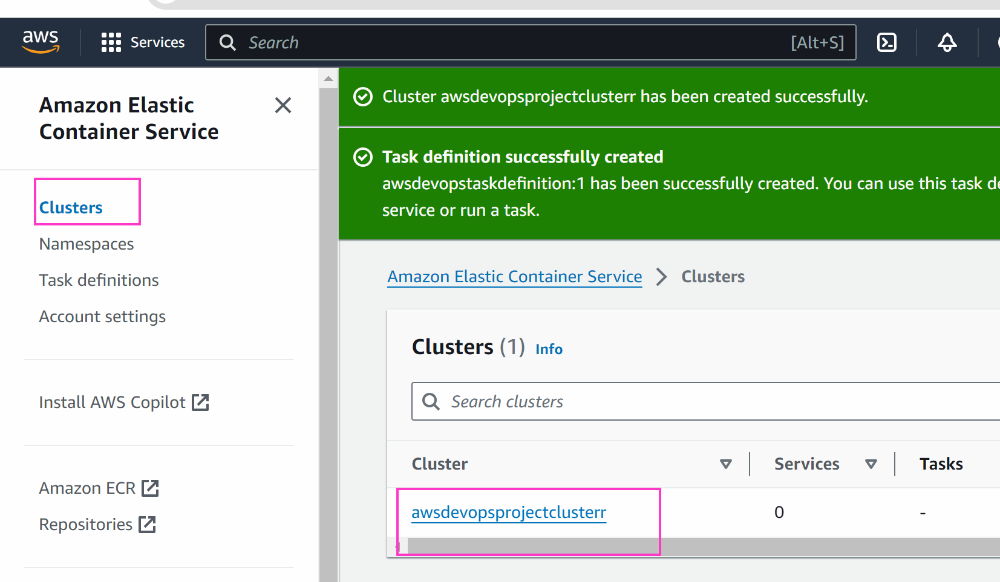 aws
Services
Search
[Alt+S]
Amazon Elastic
Container Service
Clusters
Namespaces
Task definitions
Account settings
Install AWS Copilot
Amazon ECR
Repositories
Cluster awsdevopsprojectclusterr has been created successfully.
Task definition successfully created
awsdevopstaskdefinition:1 has been successfully created. You can use this task
service or run a task.
Amazon Elastic Container Service > Clusters
Clusters (1) Info
Search clusters
Cluster Services Tasks
awsdevopsprojectclusterr 0 -